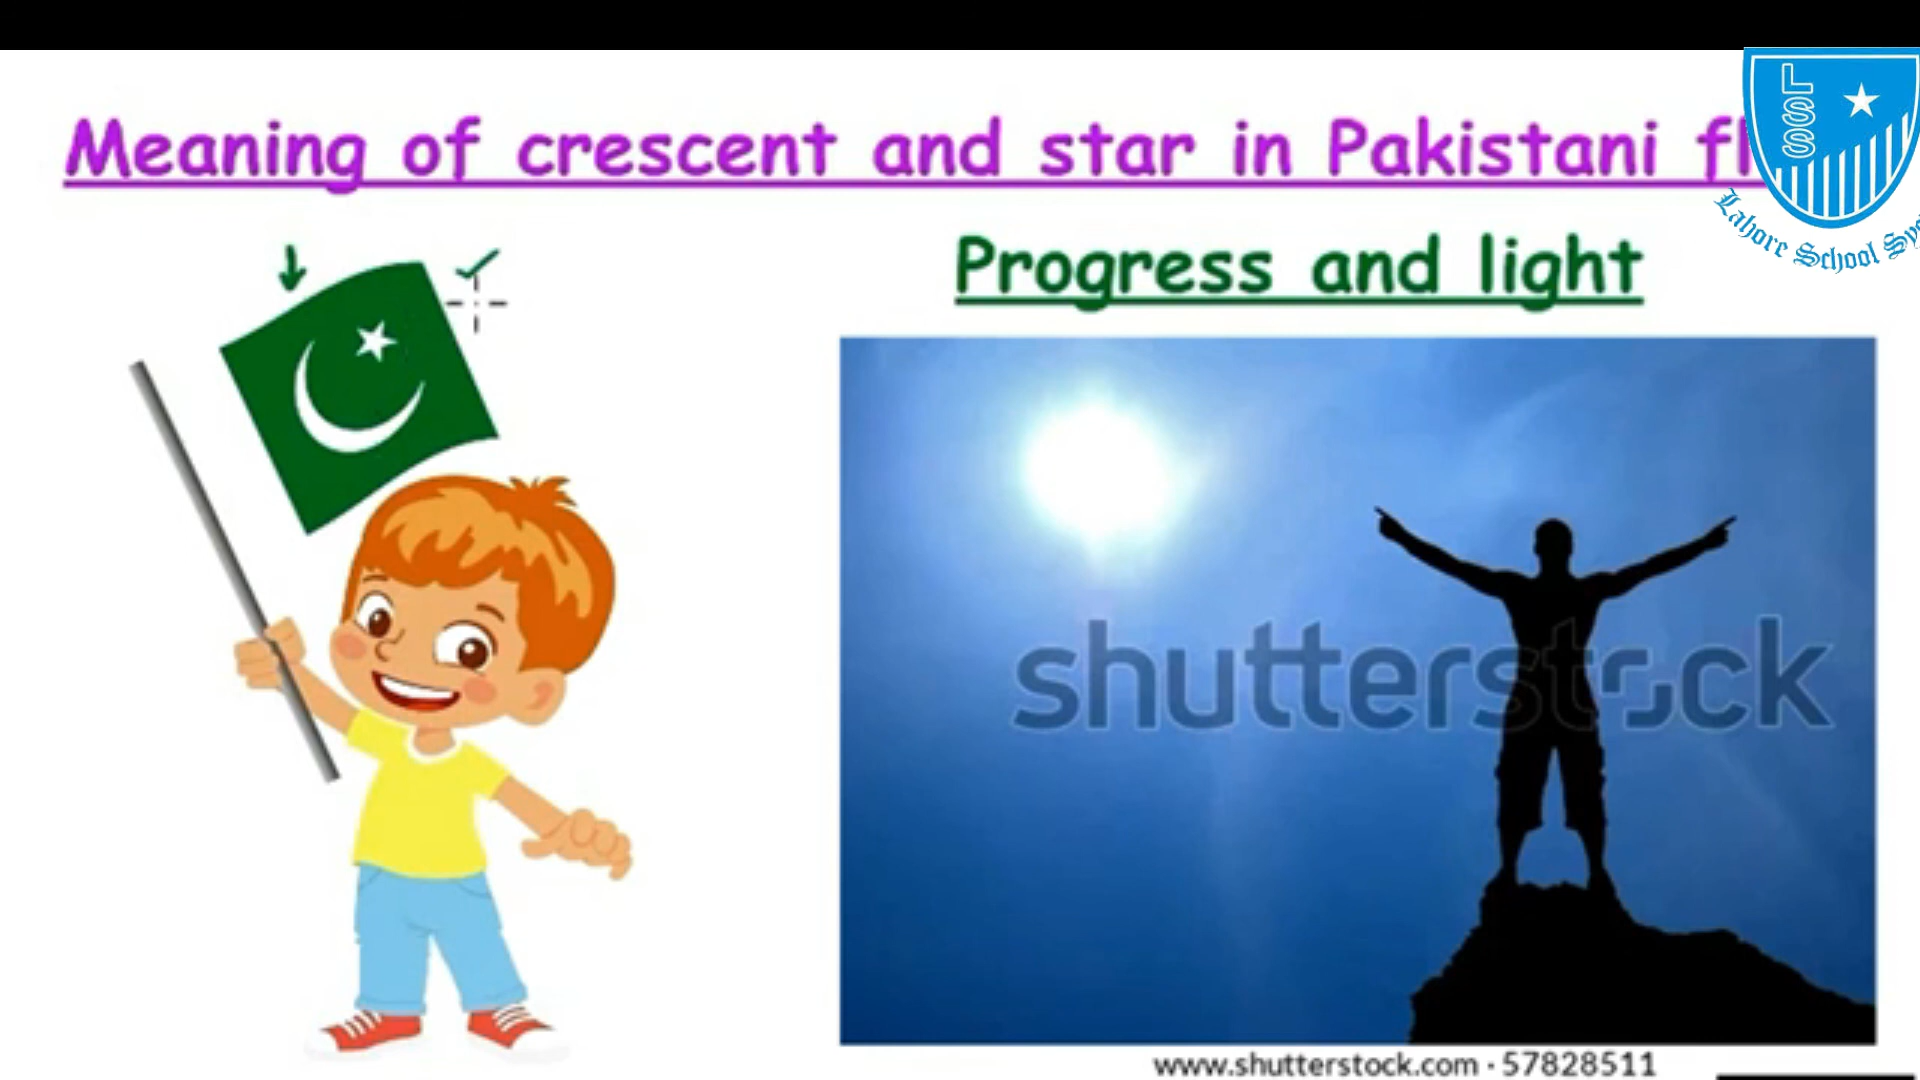 Meaning of crescent and star in Pakistani fl
LSS
Lahore School Sys
Progress and light
shutterstock
www.shutterstock.com · 57828511